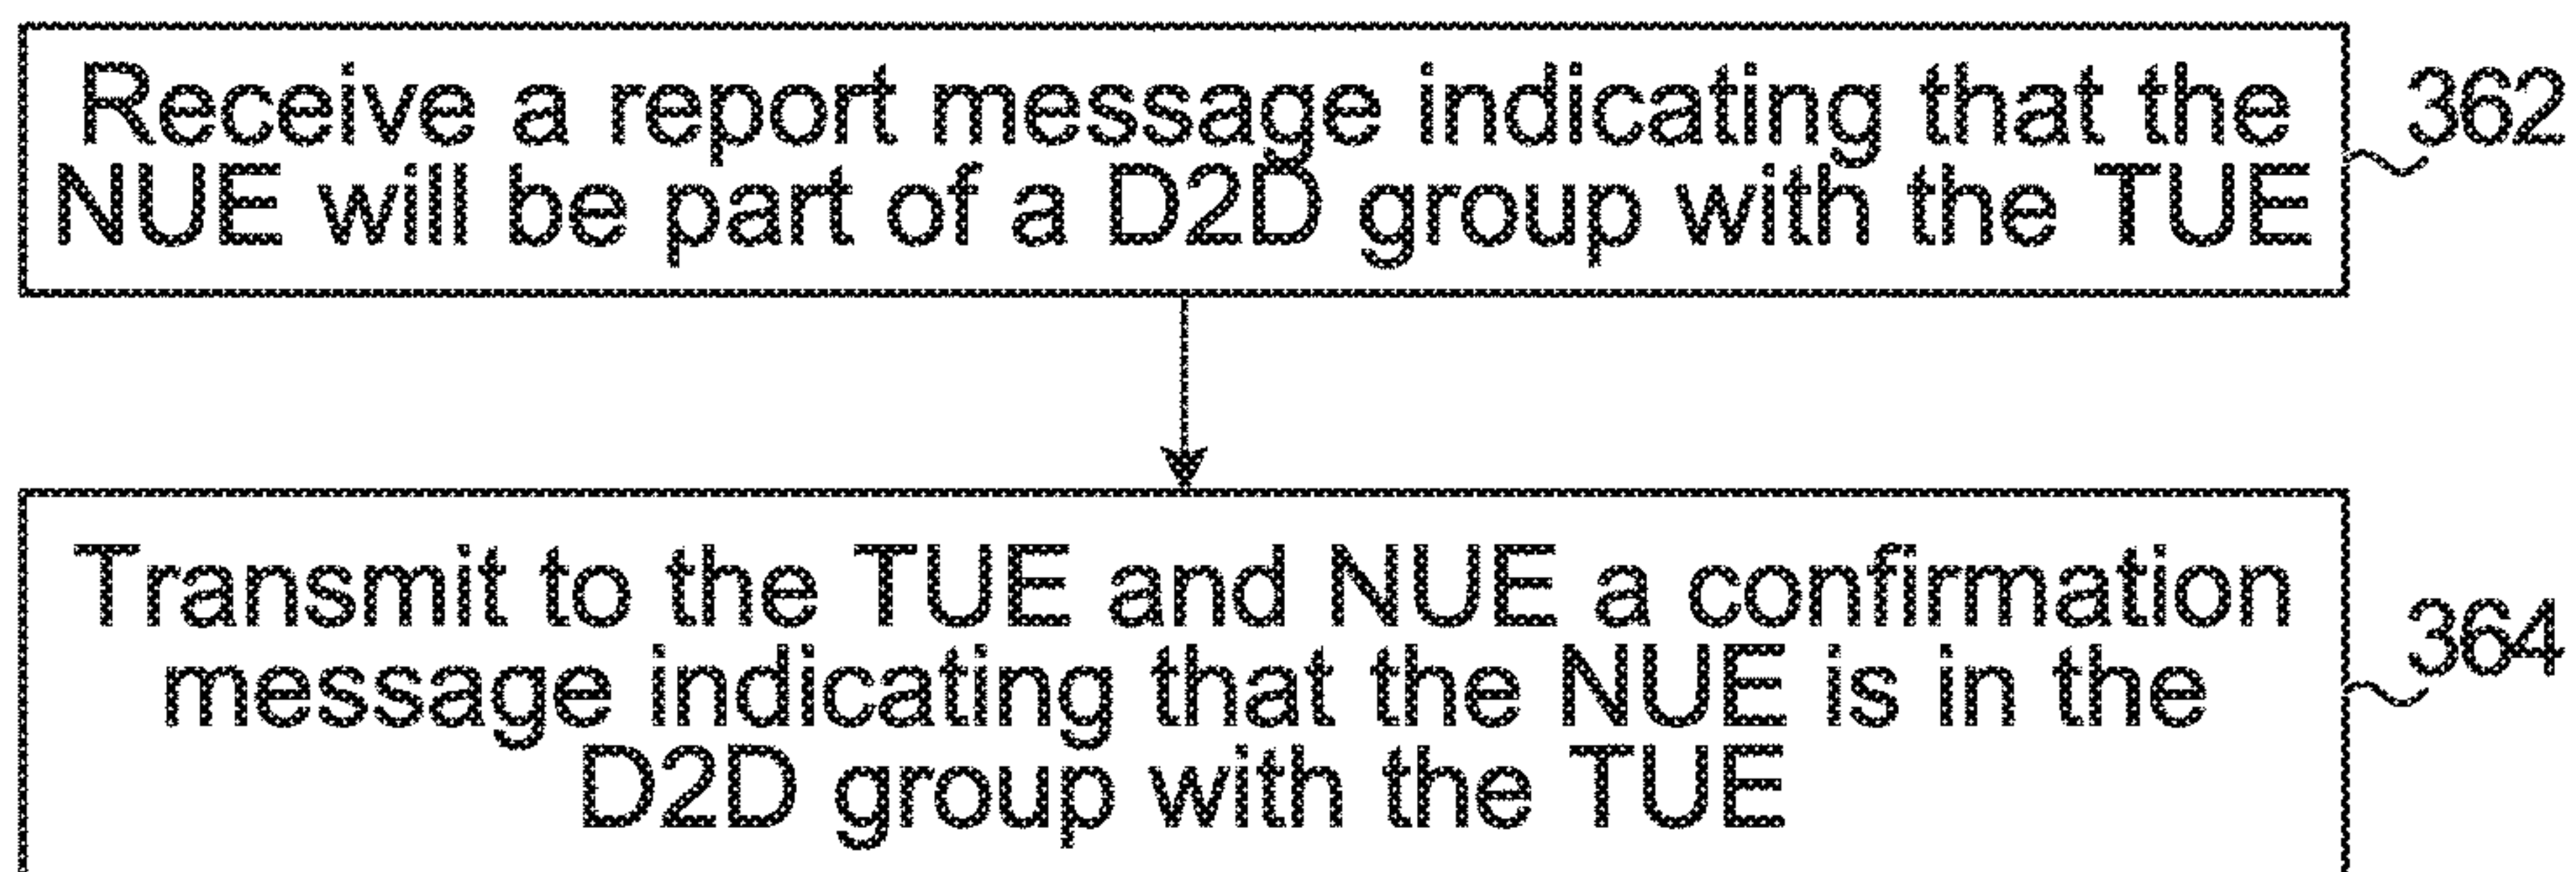 Receive a report message indicating that the
NUE will be part of a D2D group with the TUE
362
Transmit to the TUE and NUE a confirmation
message indicating that the NUE is in the
D2D group with the TUE
364